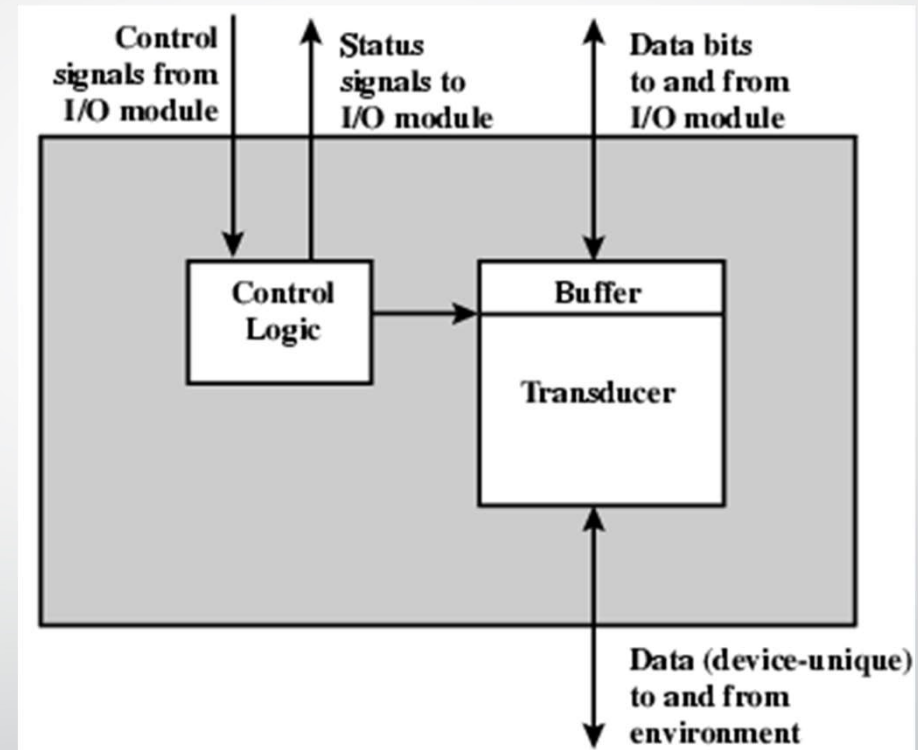 Control
signals from
I/O module
Status
signals to
I/O module
Data bits
to and from
I/O module
Control
Logic
Buffer
Transducer
Data (device-unique)
to and from
environment